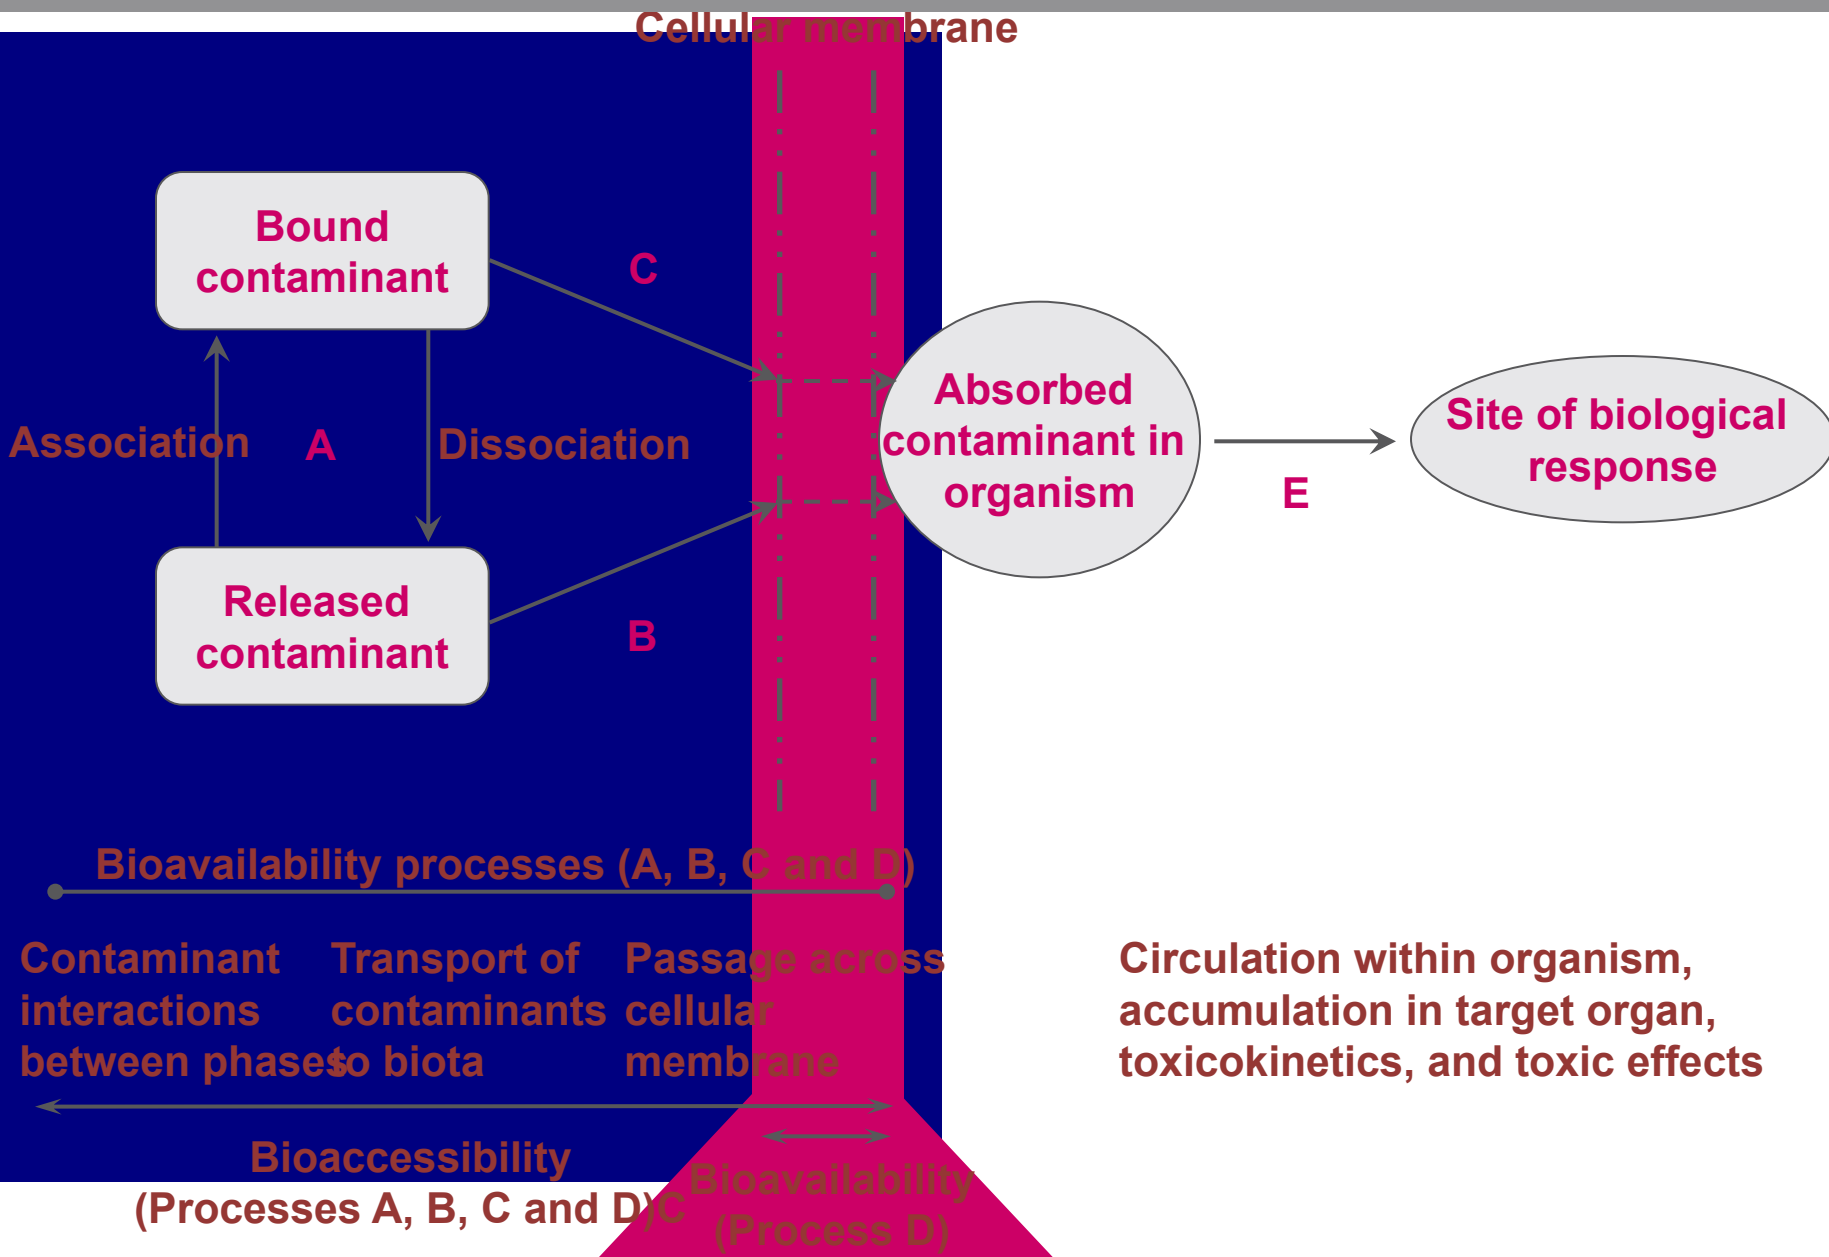 Cellular membrane
Bound
contaminant
C
Association
A
Dissociation
Absorbed
contaminant in
organism
Site of biological
response
E
Released
contaminant
B
Bioavailability processes (A, B, C and D)
Contaminant
interactions
between phases
Transport of
contaminants
to biota
Passage across
cellular
membrane
Circulation within organism,
accumulation in target organ,
toxicokinetics, and toxic effects
Bioaccessibility
(Processes A, B, C and D)C
Bioavailability
(Process D)